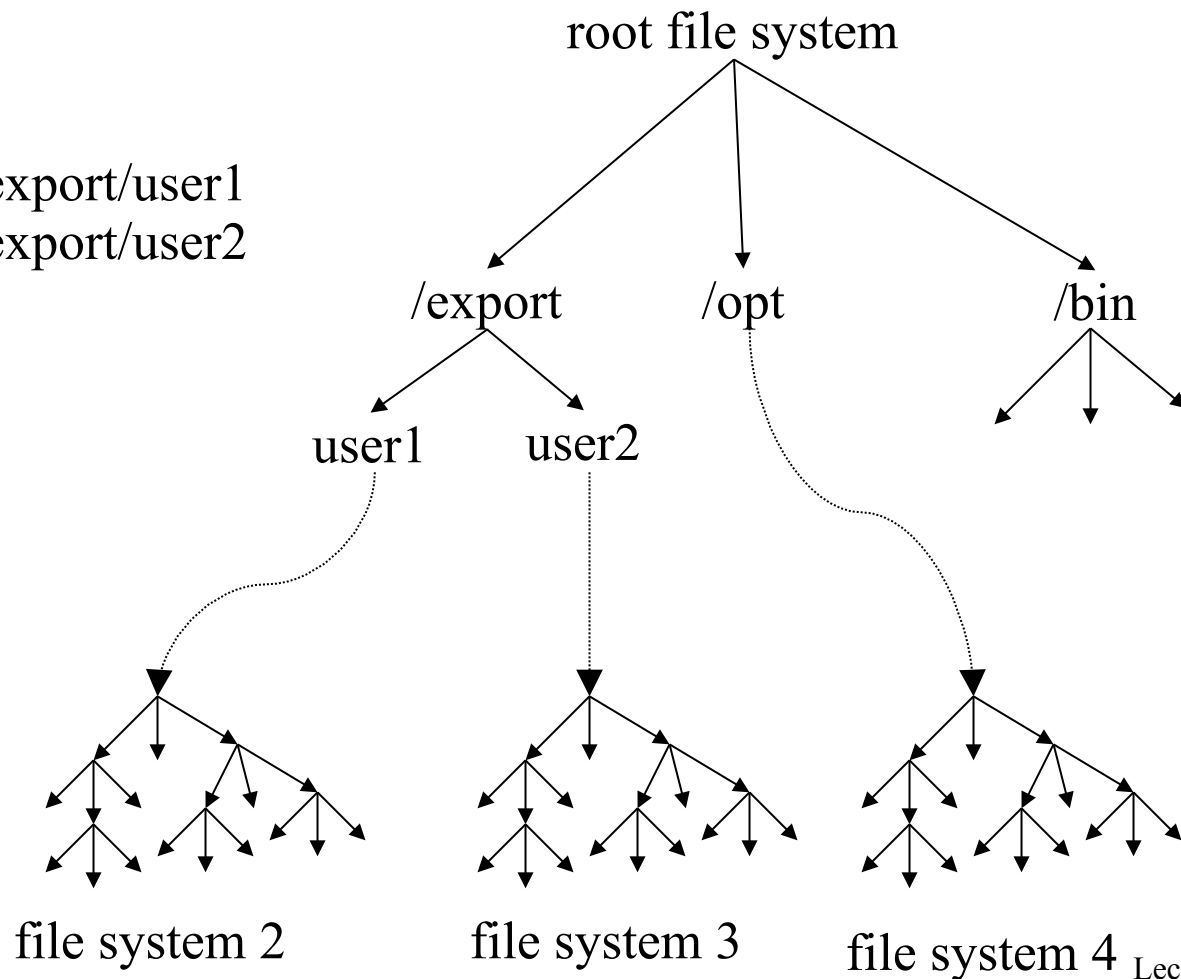 root file system
export/user1
export/user2
/export
/opt
/bin
user1
user2
file system 2
file system 3
file system 4
Lec